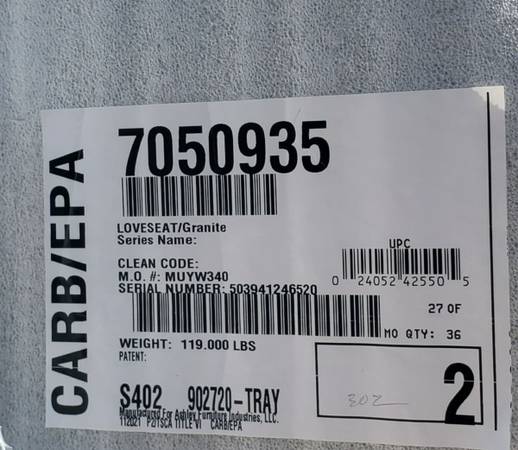 CARB/EPA
7050935
LOVESEAT/Granite
Series Name:
CLEAN CODE:
M.O. #: MUYW340
SERIAL NUMBER: 503941246520
UPC
0 24052 42550 5
27 OF
MO QTY: 36
WEIGHT: 119.000 LBS
PATENT:
S402 902720-TRAY
Manufactured For Ashley Furniture Industries, LLC.
112021 P2/TSCA TITLE VI CARB/EPA
302
2